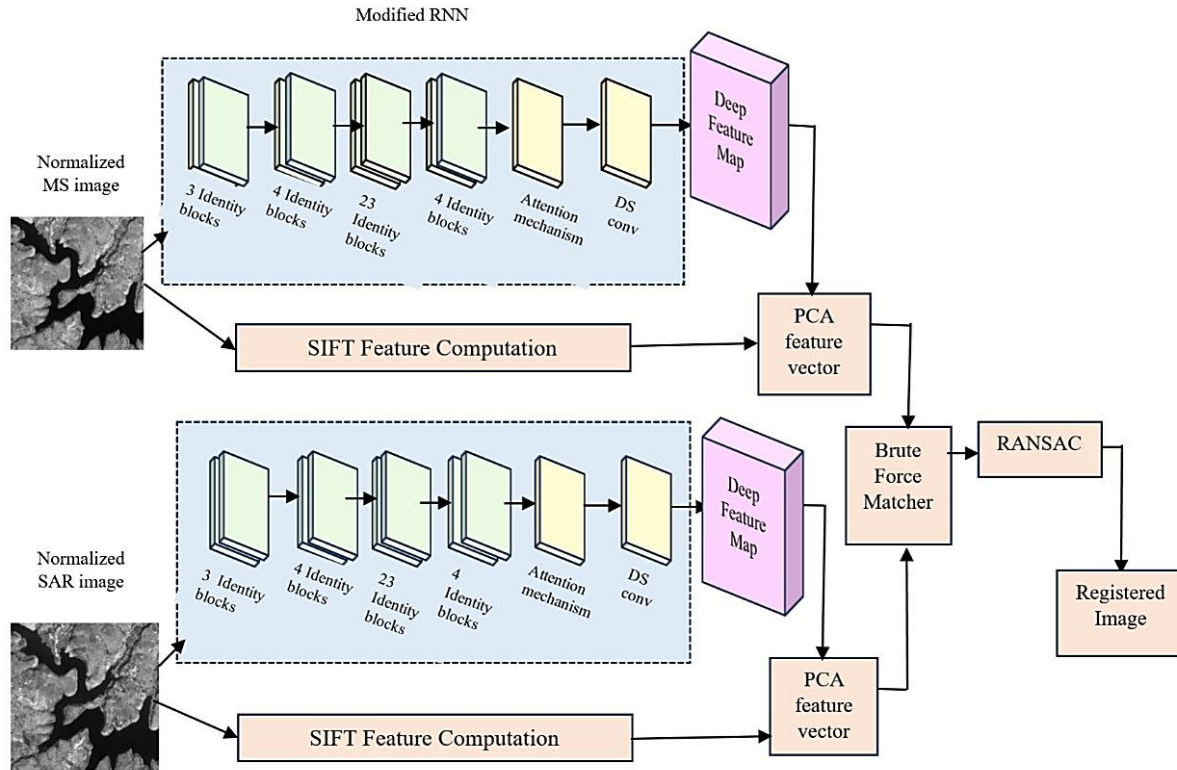 Modified RNN
Normalized
MS image
3 Identity
blocks
4 Identity
blocks
23
Identity
blocks
4 Identity
blocks
Attention
mechanism
DS
conv
Deep
Feature
Map
SIFT Feature Computation
PCA
feature
vector
Normalized
SAR image
3 Identity
blocks
4 Identity
blocks
23
Identity
blocks
4
Identity
blocks
Attention
mechanism
DS
conv
Deep
Feature
Map
SIFT Feature Computation
PCA
feature
vector
Brute
Force
Matcher
RANSAC
Registered
Image